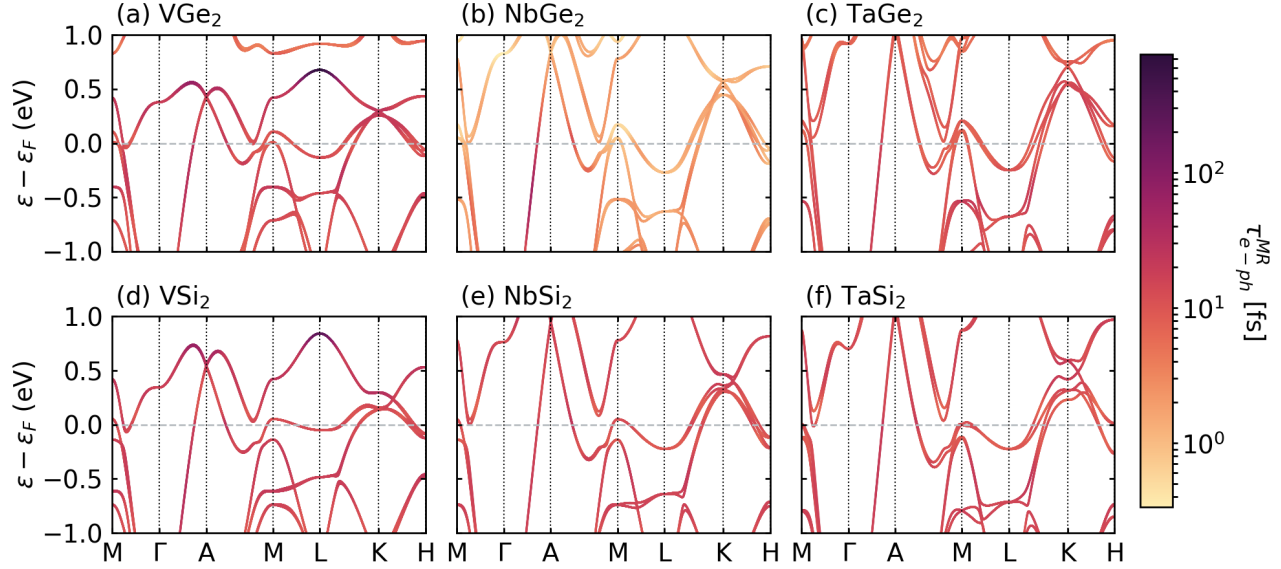 (a) VGe₂ (b) NbGe₂ (c) TaGe₂
1.0
0.5
0.0
−0.5
−1.0
ε − ε_F (eV)
(d) VSi₂ (e) NbSi₂ (f) TaSi₂
1.0
0.5
0.0
−0.5
−1.0
ε − ε_F (eV)
M Γ A M L K H M Γ A M L K H M Γ A M L K H
10²
10¹
10⁰
τ^{MR}_{e−ph} [fs]